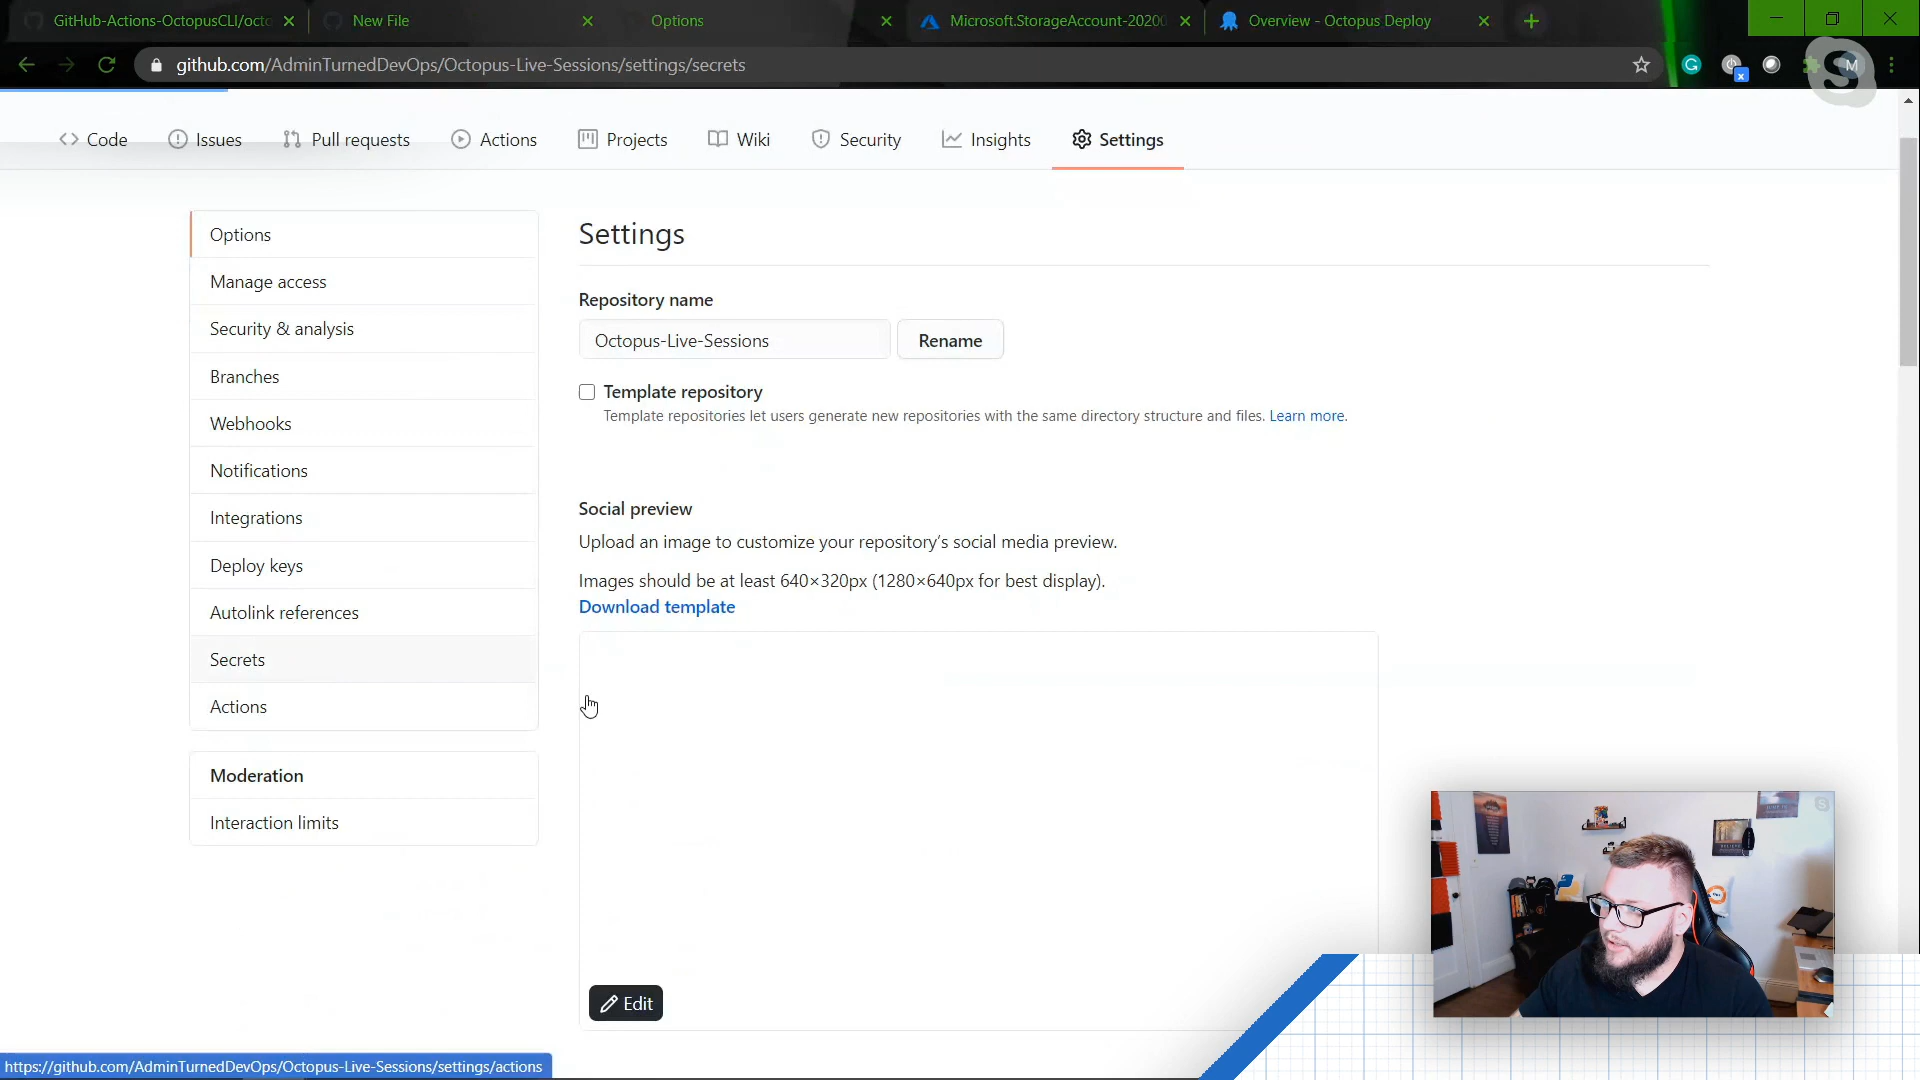 GitHub-Actions-OctopusCLI/octo
New File
Options
Microsoft.StorageAccount-2020
Overview - Octopus Deploy
github.com/AdminTurnedDevOps/Octopus-Live-Sessions/settings/secrets
M
Code
Issues
Pull requests
Actions
Projects
Wiki
Security
Insights
Settings
Options
Manage access
Security & analysis
Branches
Webhooks
Notifications
Integrations
Deploy keys
Autolink references
Secrets
Actions
Moderation
Interaction limits
Settings
Repository name
Octopus-Live-Sessions
Rename
Template repository
Template repositories let users generate new repositories with the same directory structure and files. Learn more.
Social preview
Upload an image to customize your repository's social media preview.
Images should be at least 640×320px (1280×640px for best display).
Download template
Edit
https://github.com/AdminTurnedDevOps/Octopus-Live-Sessions/settings/actions